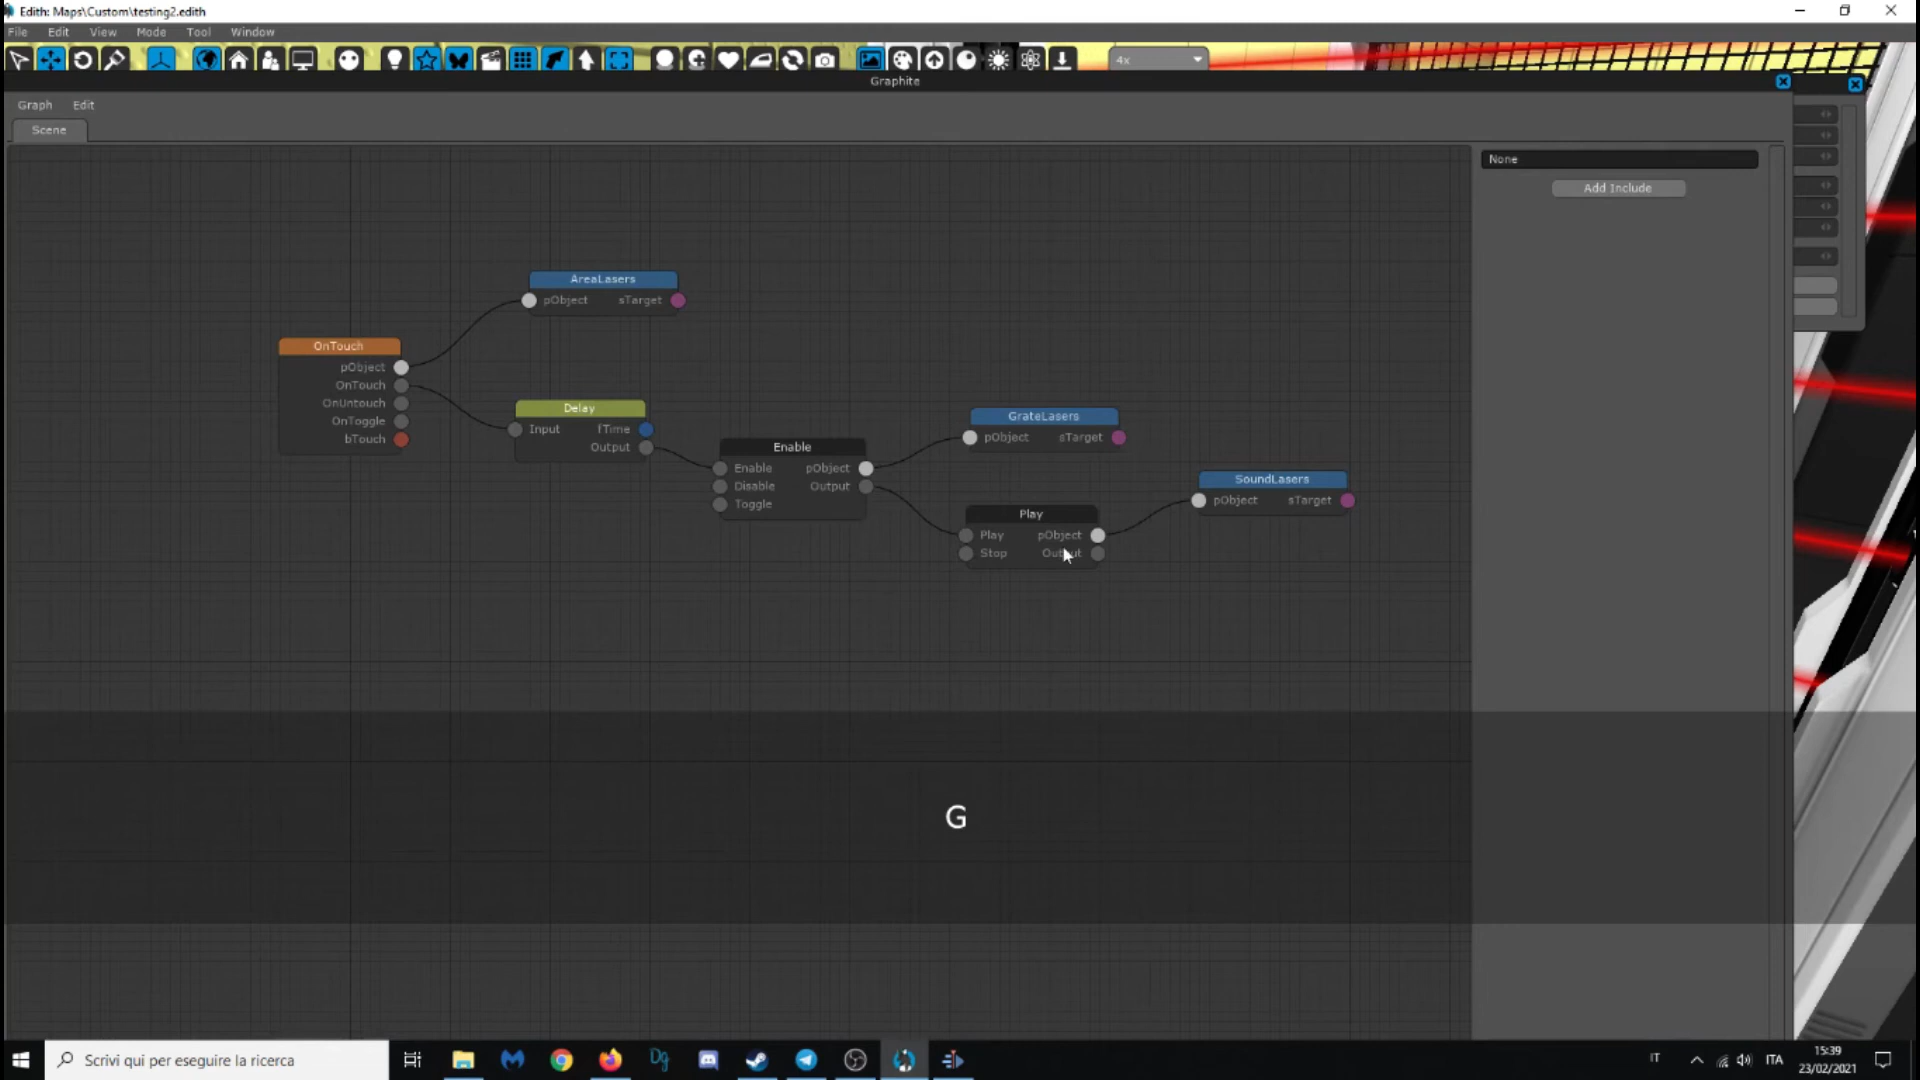 Edith: Maps\Custom\testing2.edith
File Edit View Mode Tool Window
4x
Graphite
Graph Edit
Scene
None
Add Include
AreaLasers
pObject sTarget
OnTouch
pObject
OnTouch
OnUntouch
OnToggle
bTouch
Delay
Input fTime
Output
Enable
Enable pObject
Disable Output
Toggle
GrateLasers
pObject sTarget
SoundLasers
pObject sTarget
Play
Play pObject
Stop Output
G
Scrivi qui per eseguire la ricerca
Dg
IT
ITA
15:39
23/02/2021